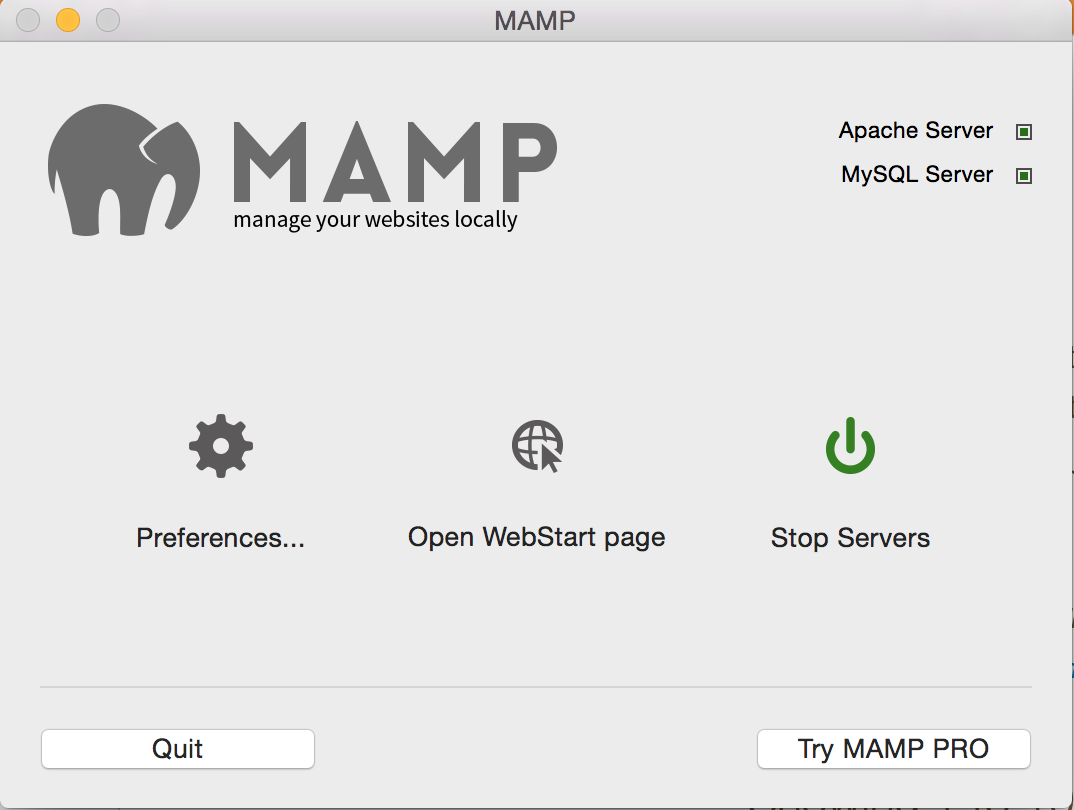 MAMP
MAMP
manage your websites locally
Apache Server
MySQL Server
Preferences...
Open WebStart page
Stop Servers
Quit
Try MAMP PRO